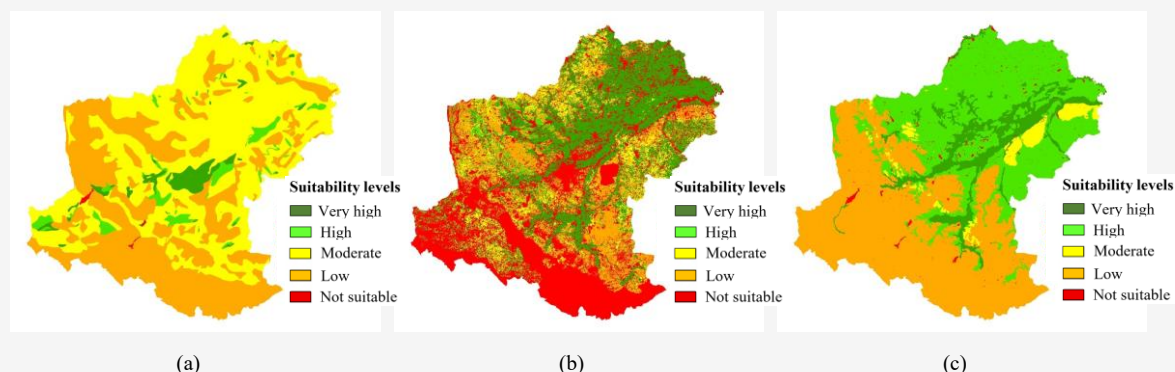 Suitability levels
Very high
High
Moderate
Low
Not suitable
Suitability levels
Very high
High
Moderate
Low
Not suitable
Suitability levels
Very high
High
Moderate
Low
Not suitable
(a)
(b)
(c)